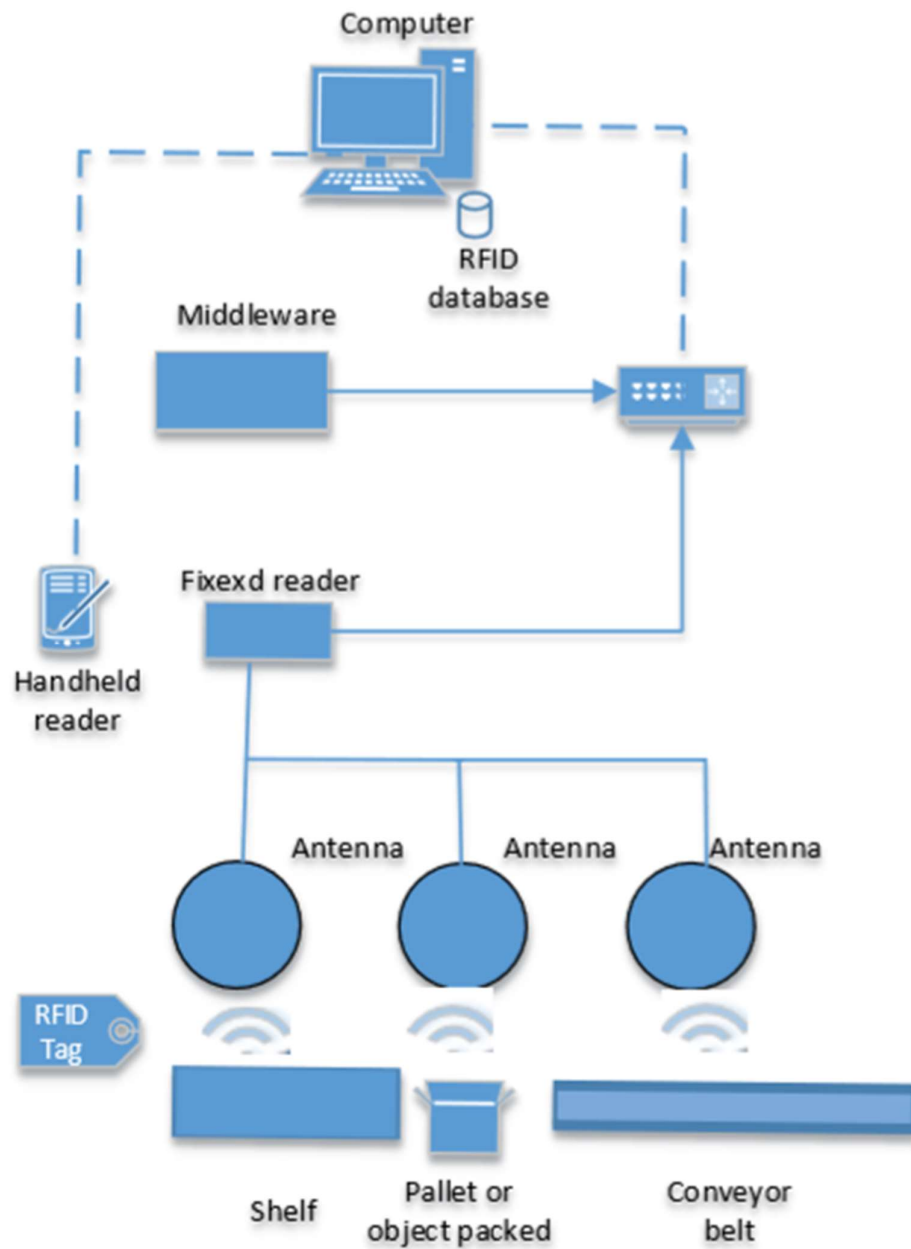 Computer
RFID
database
Middleware
Fixexd reader
Handheld
reader
Antenna
Antenna
Antenna
RFID
Tag
Shelf
Pallet or
object packed
Conveyor
belt